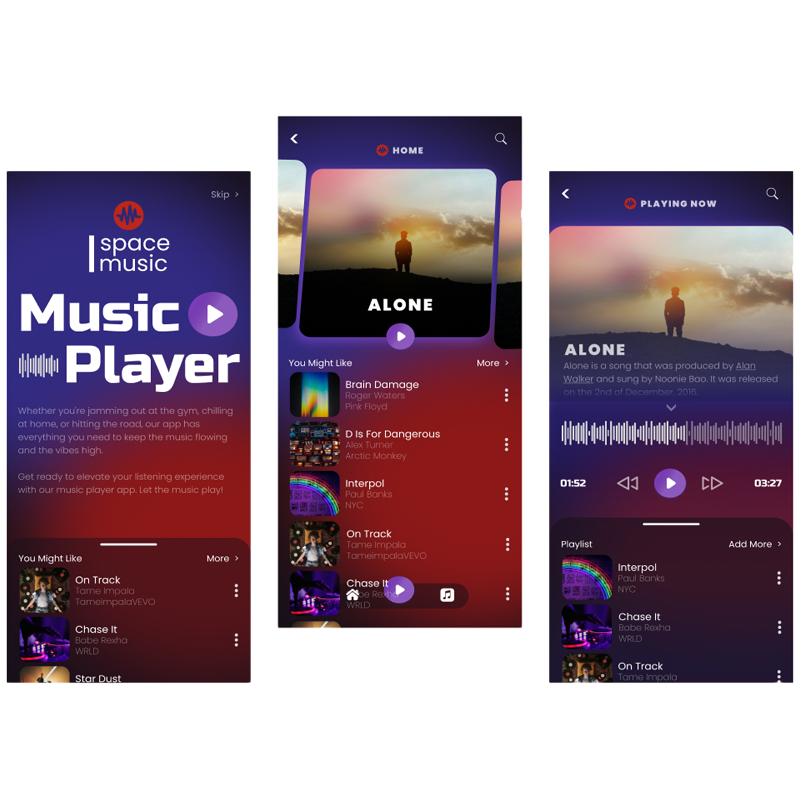 Skip >
space
music
Music
Player
Whether you're jamming out at the gym, chilling
at home, or hitting the road, our app has
everything you need to keep the music flowing
and the vibes high.
Get ready to elevate your listening experience
with our music player app. Let the music play!
You Might Like
More >
On Track
Tame Impala
TameimpalaVEVO
Chase It
Babe Rexha
WRLD
Star Dust
HOME
ALONE
You Might Like
More >
Brain Damage
Roger Waters
Pink Floyd
D Is For Dangerous
Alex Turner
Arctic Monkey
Interpol
Paul Banks
NYC
On Track
Tame Impala
TameimpalaVEVO
Chase It
WRLD
PLAYING NOW
ALONE
Alone is a song that was produced by Alan
Walker and sung by Noonie Bao. It was released
on the 2nd of December, 2016.
01:52
03:27
Playlist
Add More >
Interpol
Paul Banks
NYC
Chase It
Babe Rexha
WRLD
On Track
Tame Impala